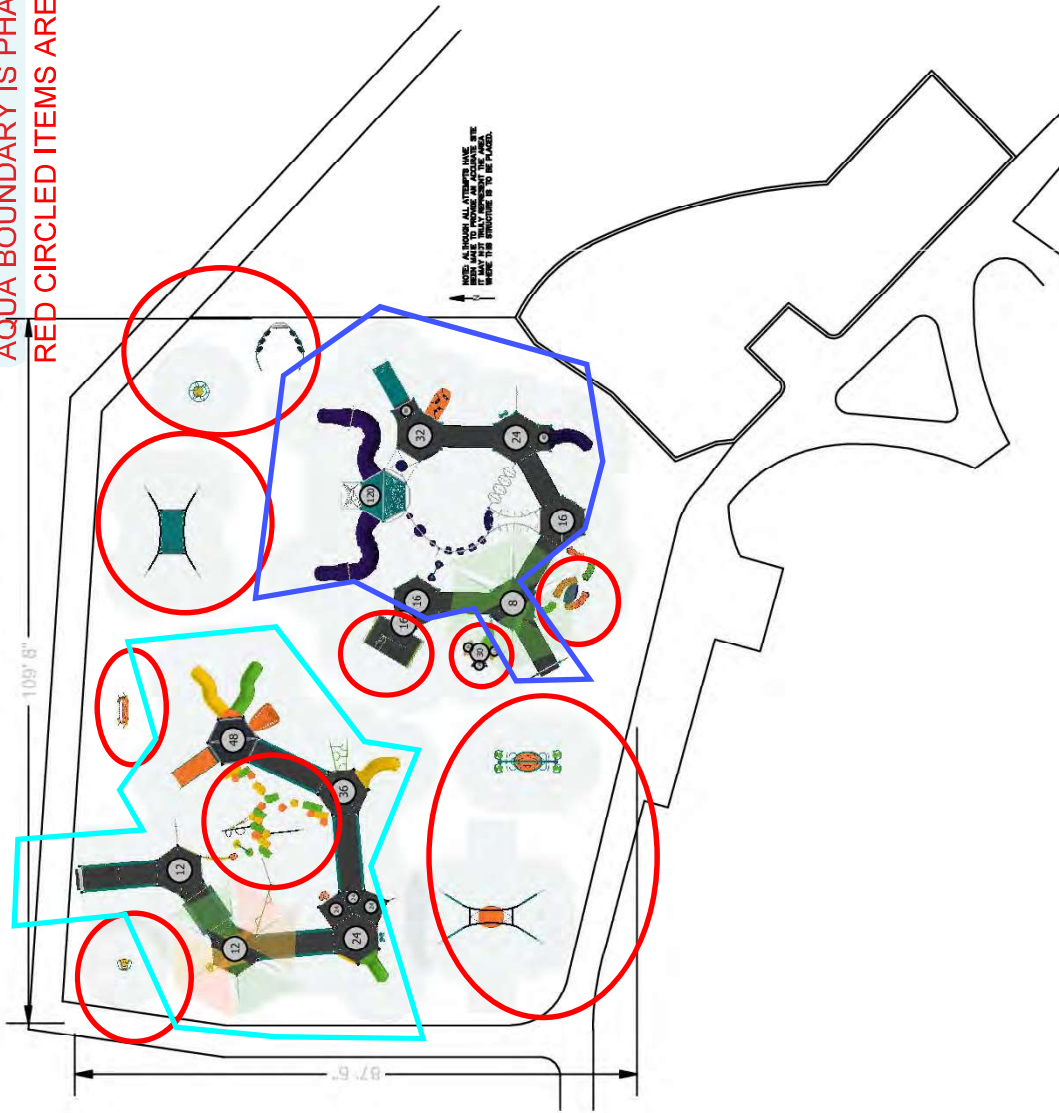 AQUA BOUNDARY IS PHA
RED CIRCLED ITEMS ARE
NOTE: ALTHOUGH ALL ATTEMPTS HAVE
BEEN MADE TO PROVIDE AN ACCURATE SITE
IT MAY NOT TRULY REPRESENT THE AREA
WHERE THIS STRUCTURE IS TO BE PLACED.
N
109' 8"
32
24
120
16
16
16
8
30
48
36
12
12
24
87' 6"